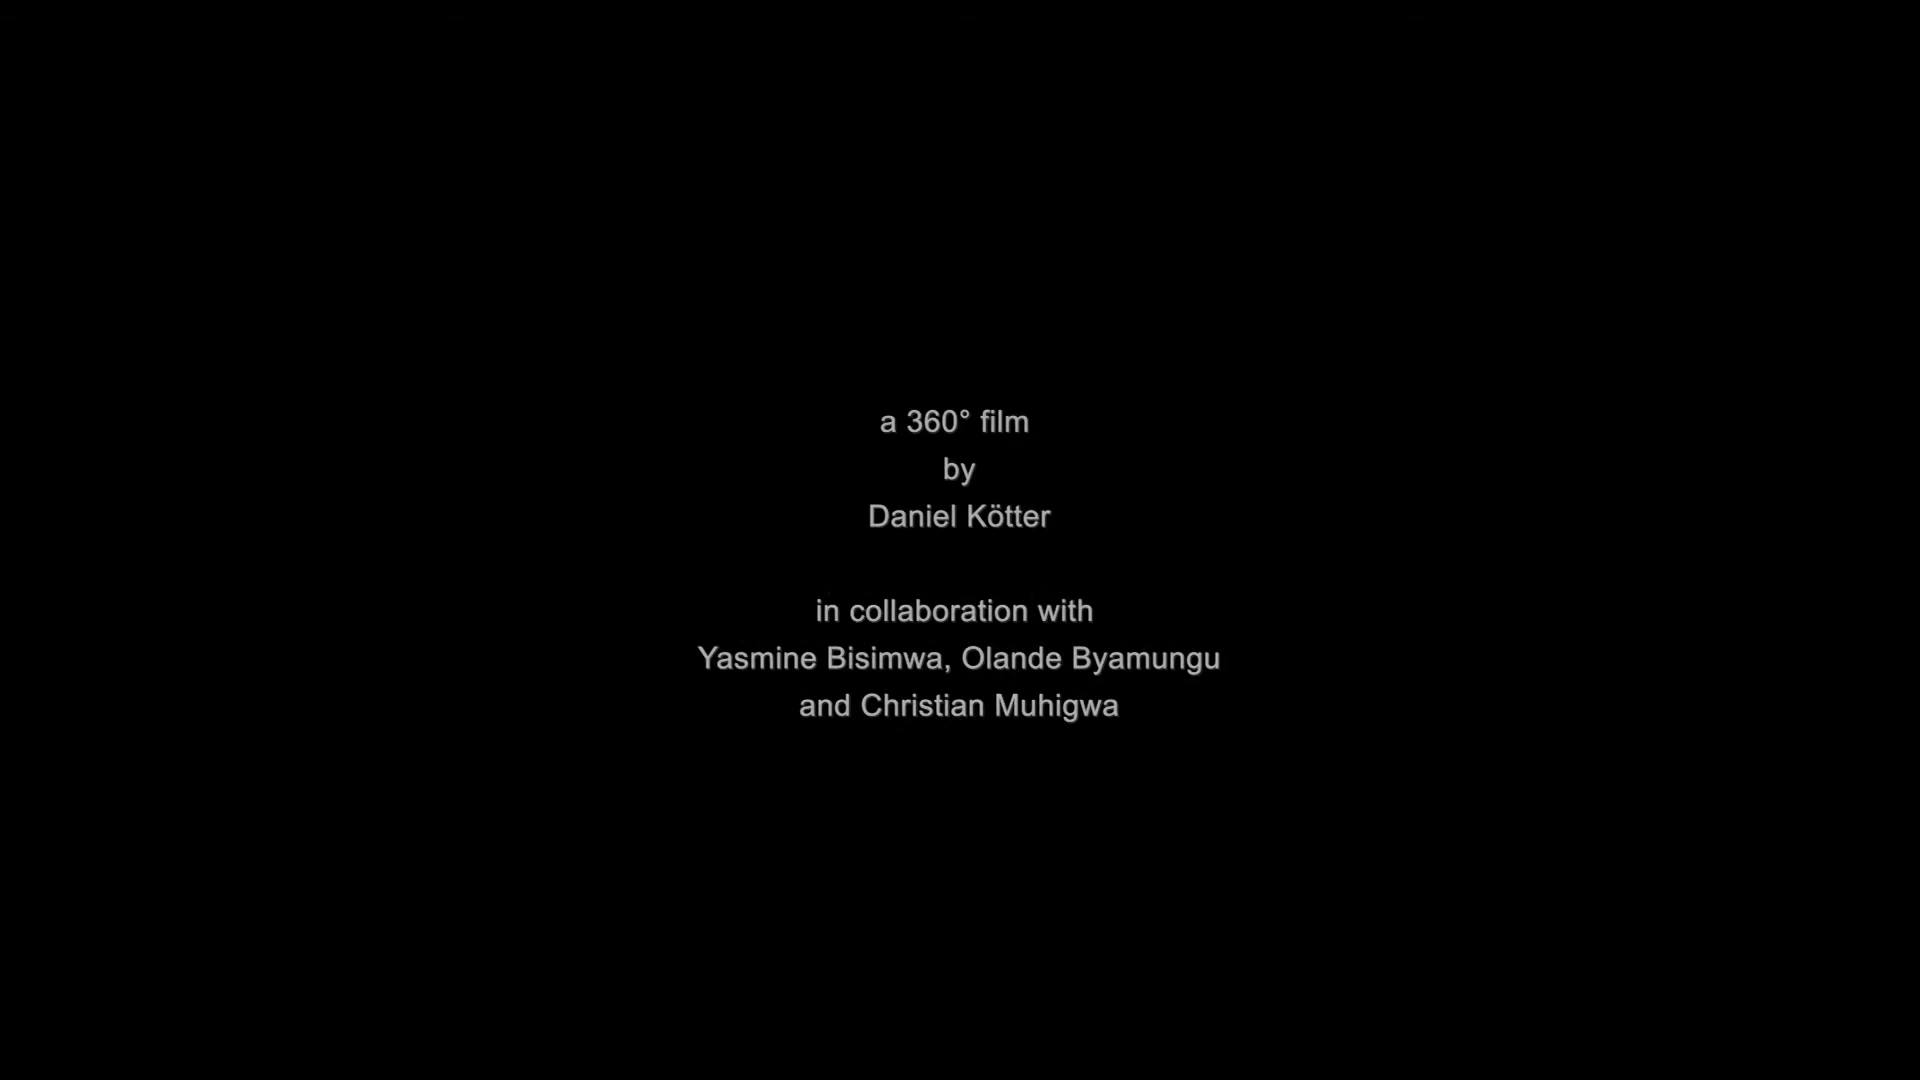 a 360° film
by
Daniel Kötter
in collaboration with
Yasmine Bisimwa, Olande Byamungu
and Christian Muhigwa